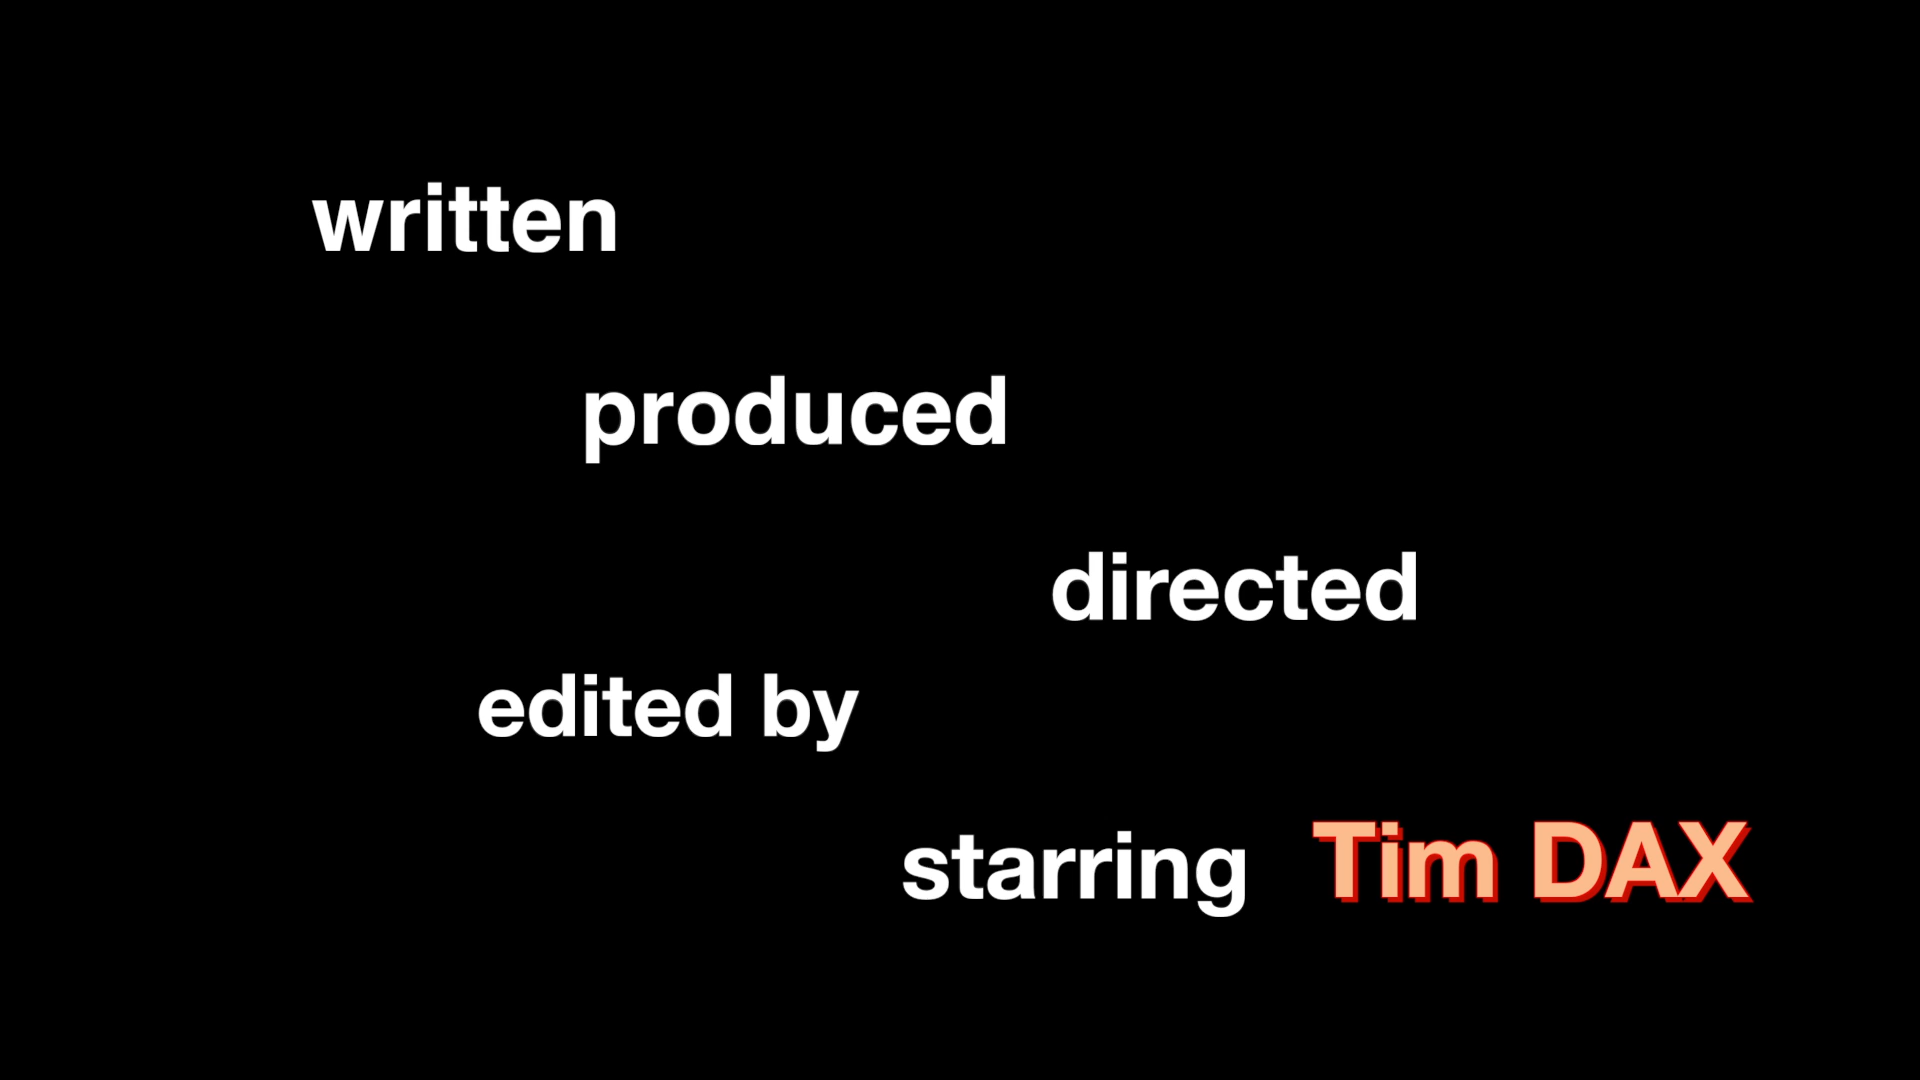 written
produced
directed
edited by
starring Tim DAX